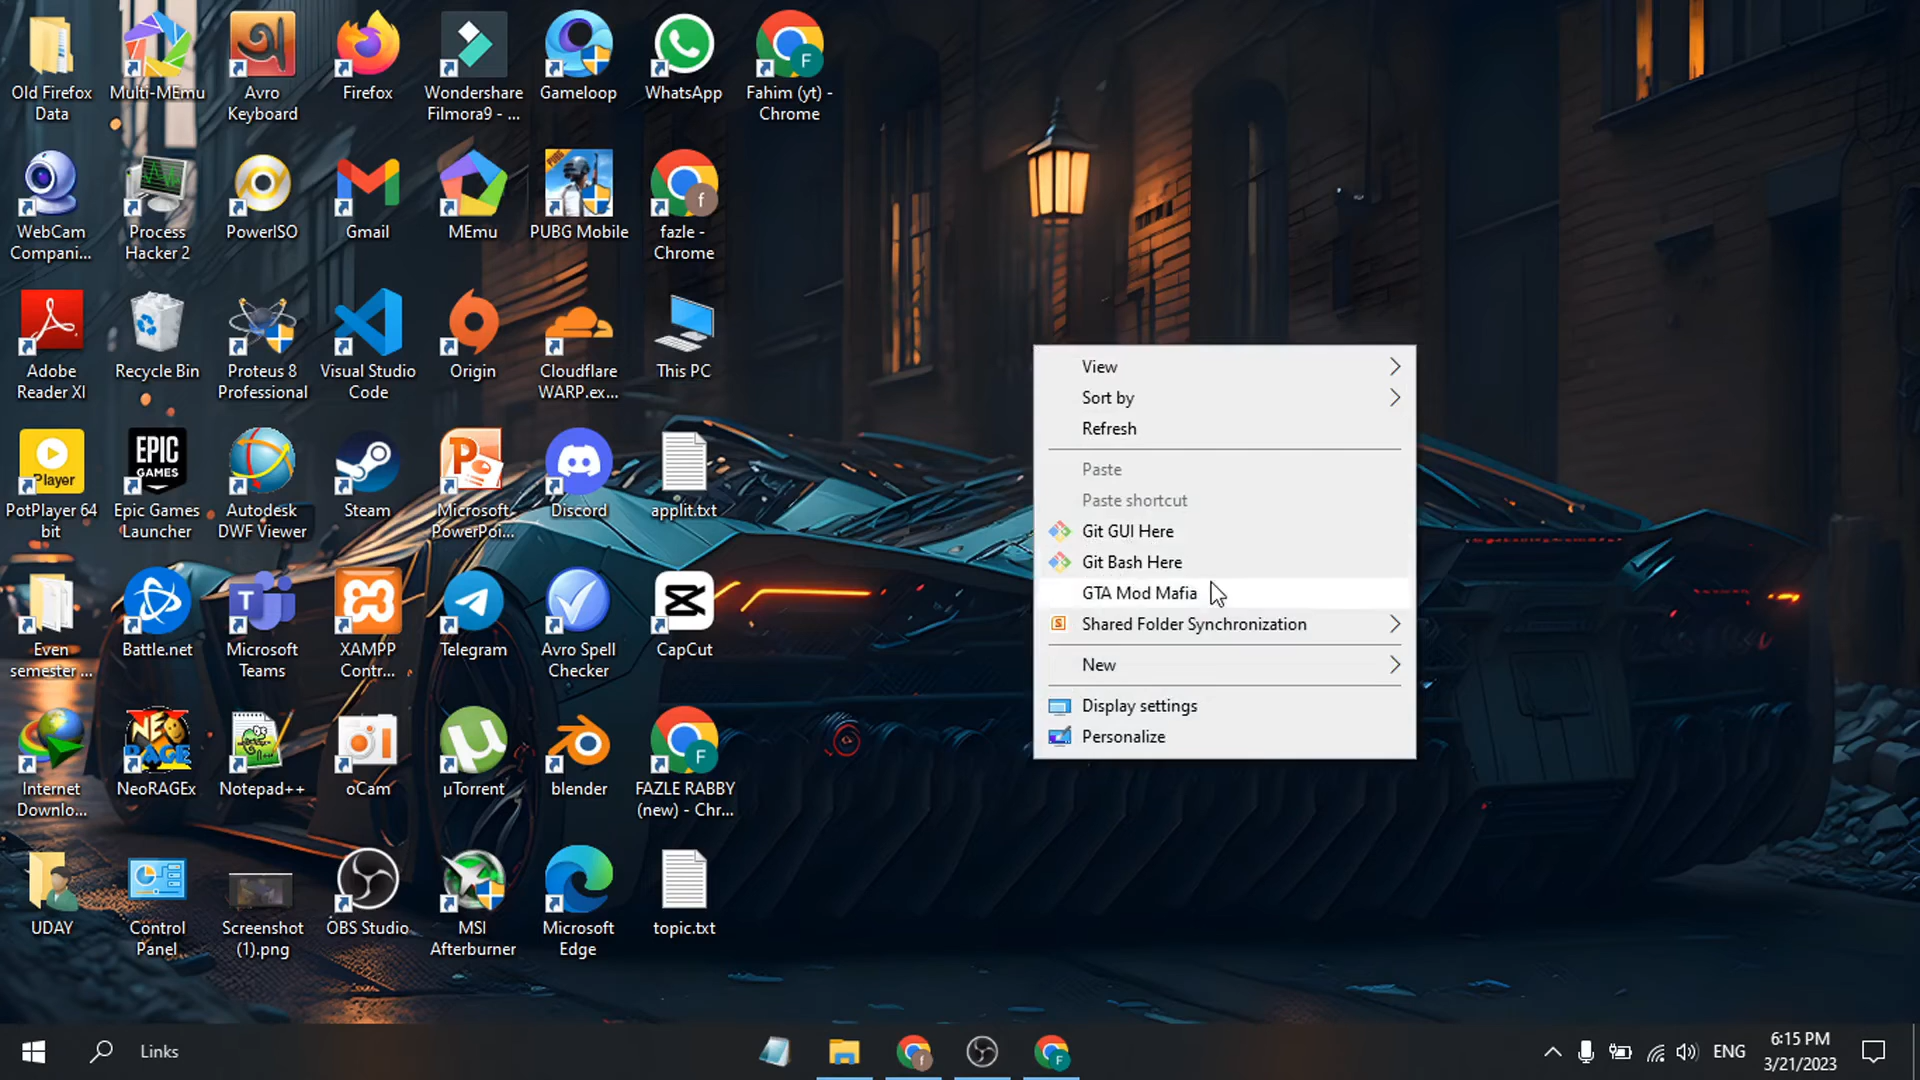 Old Firefox
Data
Multi-MEmu
Avro
Keyboard
Firefox
Wondershare
Filmora9 - ...
Gameloop
WhatsApp
F
Fahim (yt) -
Chrome
WebCam
Compani...
Process
Hacker 2
PowerISO
Gmail
MEmu
PUBG
PUBG Mobile
f
fazle -
Chrome
Adobe
Reader XI
Recycle Bin
Proteus 8
Professional
Visual Studio
Code
Origin
Cloudflare
WARP.ex...
This PC
Player
PotPlayer 64
bit
EPIC
GAMES
Epic Games
Launcher
Autodesk
DWF Viewer
Steam
P
Microsoft
PowerPoi...
Discord
applit.txt
Even
semester ...
Battle.net
T
Microsoft
Teams
XAMPP
Contr...
Telegram
Avro Spell
Checker
CapCut
Internet
Downlo...
NEO
RAGE
NeoRAGEx
Notepad++
oCam
µ
µTorrent
blender
F
FAZLE RABBY
(new) - Chr...
UDAY
Control
Panel
Screenshot
(1).png
OBS Studio
MSI
Afterburner
Microsoft
Edge
topic.txt
View
Sort by
Refresh
Paste
Paste shortcut
Git GUI Here
Git Bash Here
GTA Mod Mafia
S
Shared Folder Synchronization
New
Display settings
Personalize
Links
f
F
ENG
6:15 PM
3/21/2023